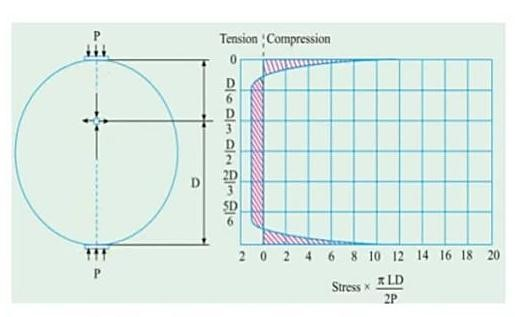 P
Tension Compression
0
D
6
D
3
D
2
2D
3
5D
6
D
2 0 2 4 6 8 10 12 14 16 18 20
P
Stress × π LD
2P